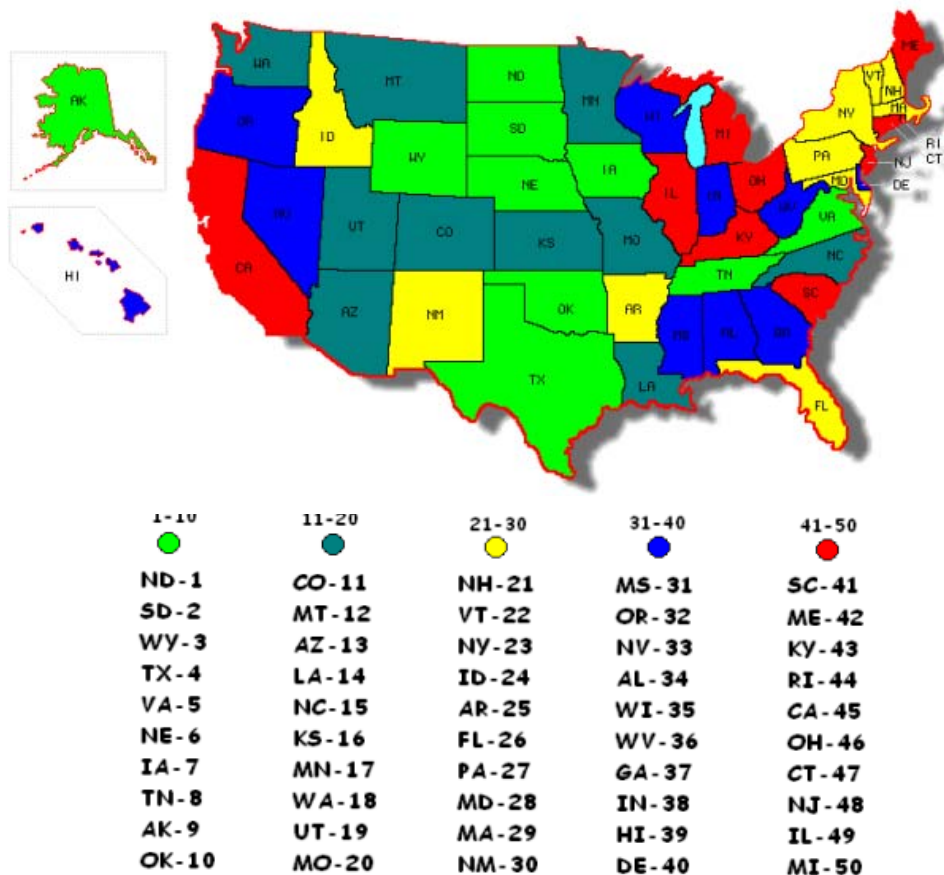 WA
MT
ND
MN
ME
AK
OR
ID
SD
WI
MI
VT
NH
MA
NY
WY
RI
CT
IA
PA
NJ
NE
MD
DE
NV
UT
CO
IL
IN
OH
WV
VA
KS
MO
KY
HI
CA
NC
TN
AZ
NM
OK
AR
SC
MS
AL
GA
TX
LA
FL
1-10 11-20 21-30 31-40 41-50
ND-1 CO-11 NH-21 MS-31 SC-41
SD-2 MT-12 VT-22 OR-32 ME-42
WY-3 AZ-13 NY-23 NV-33 KY-43
TX-4 LA-14 ID-24 AL-34 RI-44
VA-5 NC-15 AR-25 WI-35 CA-45
NE-6 KS-16 FL-26 WV-36 OH-46
IA-7 MN-17 PA-27 GA-37 CT-47
TN-8 WA-18 MD-28 IN-38 NJ-48
AK-9 UT-19 MA-29 HI-39 IL-49
OK-10 MO-20 NM-30 DE-40 MI-50